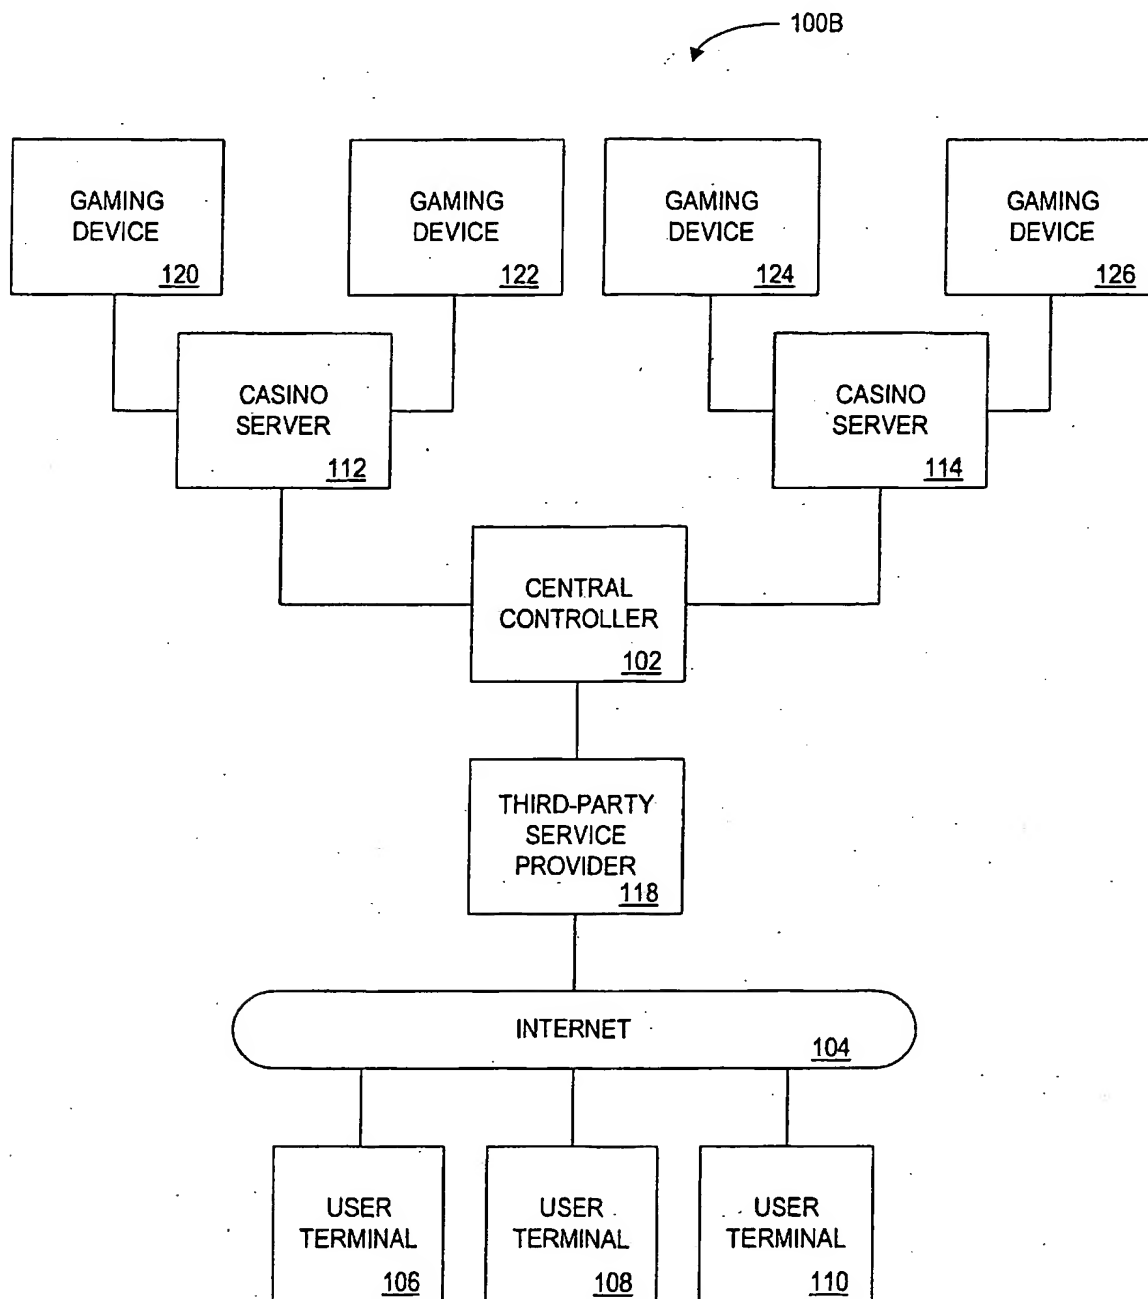 100B
GAMING
DEVICE
120
GAMING
DEVICE
122
GAMING
DEVICE
124
GAMING
DEVICE
126
CASINO
SERVER
112
CASINO
SERVER
114
CENTRAL
CONTROLLER
102
THIRD-PARTY
SERVICE
PROVIDER
118
INTERNET
104
USER
TERMINAL
106
USER
TERMINAL
108
USER
TERMINAL
110